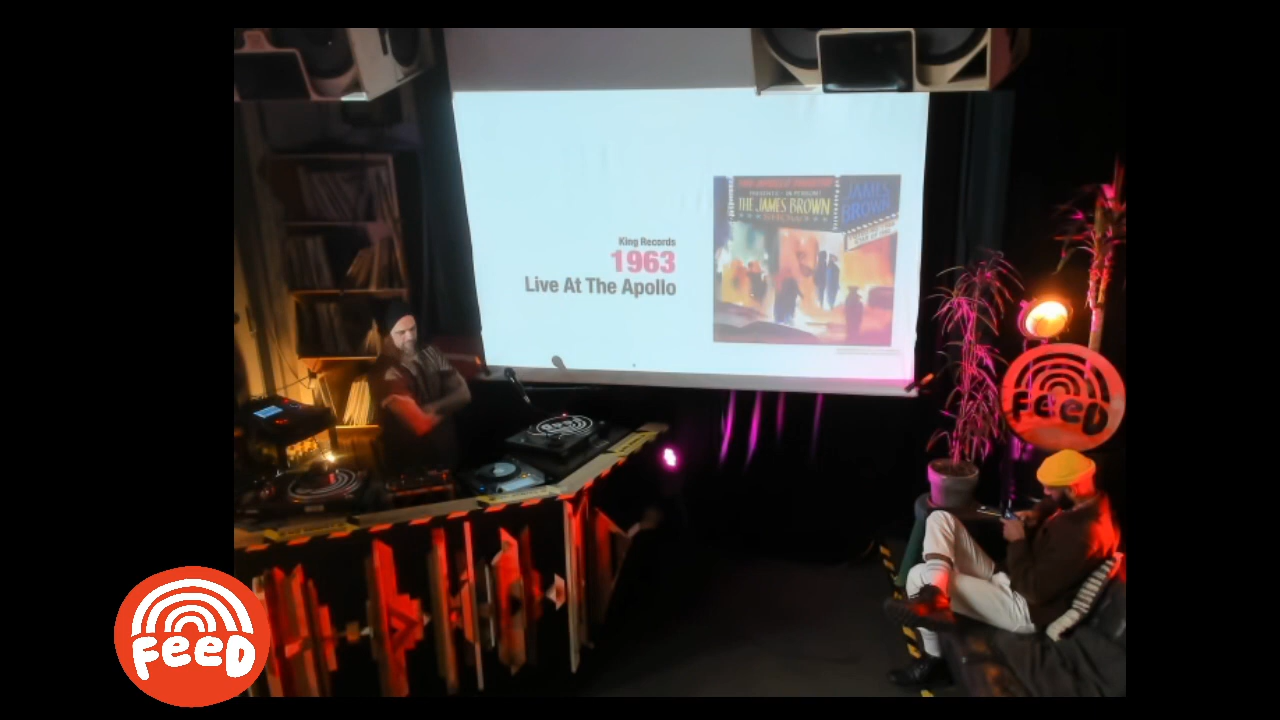 THE JAMES BROWN
JAMES
BROWN
King Records
1963
Live At The Apollo
FEED
FEED